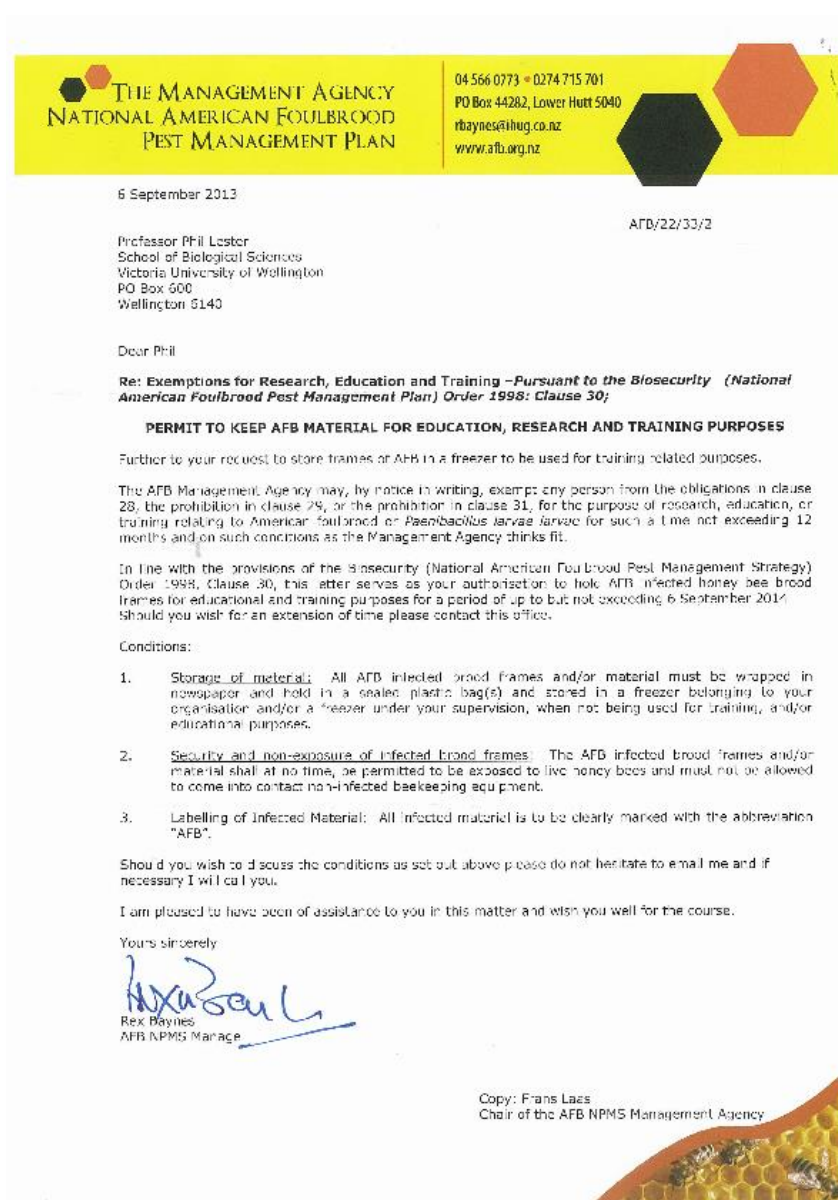 THE MANAGEMENT AGENCY
NATIONAL AMERICAN FOULBROOD
PEST MANAGEMENT PLAN
04 566 0773 • 0274 715 701
PO Box 44282, Lower Hutt 5040
rbaynes@ihug.co.nz
www.afb.org.nz
6 September 2013
AFB/22/33/2
Professor Phil Lester
School of Biological Sciences
Victoria University of Wellington
PO Box 600
Wellington 6140
Dear Phil
Re: Exemptions for Research, Education and Training –Pursuant to the Biosecurity (National
American Foulbrood Pest Management Plan) Order 1998: Clause 30;
PERMIT TO KEEP AFB MATERIAL FOR EDUCATION, RESEARCH AND TRAINING PURPOSES
Further to your request to store frames of AFB in a freezer to be used for training related purposes.
The AFB Management Agency may, by notice in writing, exempt any person from the obligations in clause
28, the prohibition in clause 29, or the prohibition in clause 31, for the purpose of research, education, or
training relating to American foulbrood or Paenibacillus larvae larvae for such a time not exceeding 12
months and on such conditions as the Management Agency thinks fit.
In line with the provisions of the Biosecurity (National American Foulbrood Pest Management Strategy)
Order 1998, Clause 30, this letter serves as your authorisation to hold AFB infected honey bee brood
frames for educational and training purposes for a period of up to but not exceeding 6 September 2014
Should you wish for an extension of time please contact this office.
Conditions:
1. Storage of material: All AFB infected brood frames and/or material must be wrapped in
newspaper and held in a sealed plastic bag(s) and stored in a freezer belonging to your
organisation and/or a freezer under your supervision, when not being used for training, and/or
educational purposes.
2. Security and non-exposure of infected brood frames: The AFB infected brood frames and/or
material shall at no time, be permitted to be exposed to live honey bees and must not be allowed
to come into contact non-infected beekeeping equipment.
3. Labelling of Infected Material: All infected material is to be clearly marked with the abbreviation
"AFB".
Should you wish to discuss the conditions as set out above please do not hesitate to email me and if
necessary I will call you.
I am pleased to have been of assistance to you in this matter and wish you well for the course.
Yours sincerely
Rex Baynes
AFB NPMS Manage
Copy: Frans Laas
Chair of the AFB NPMS Management Agency